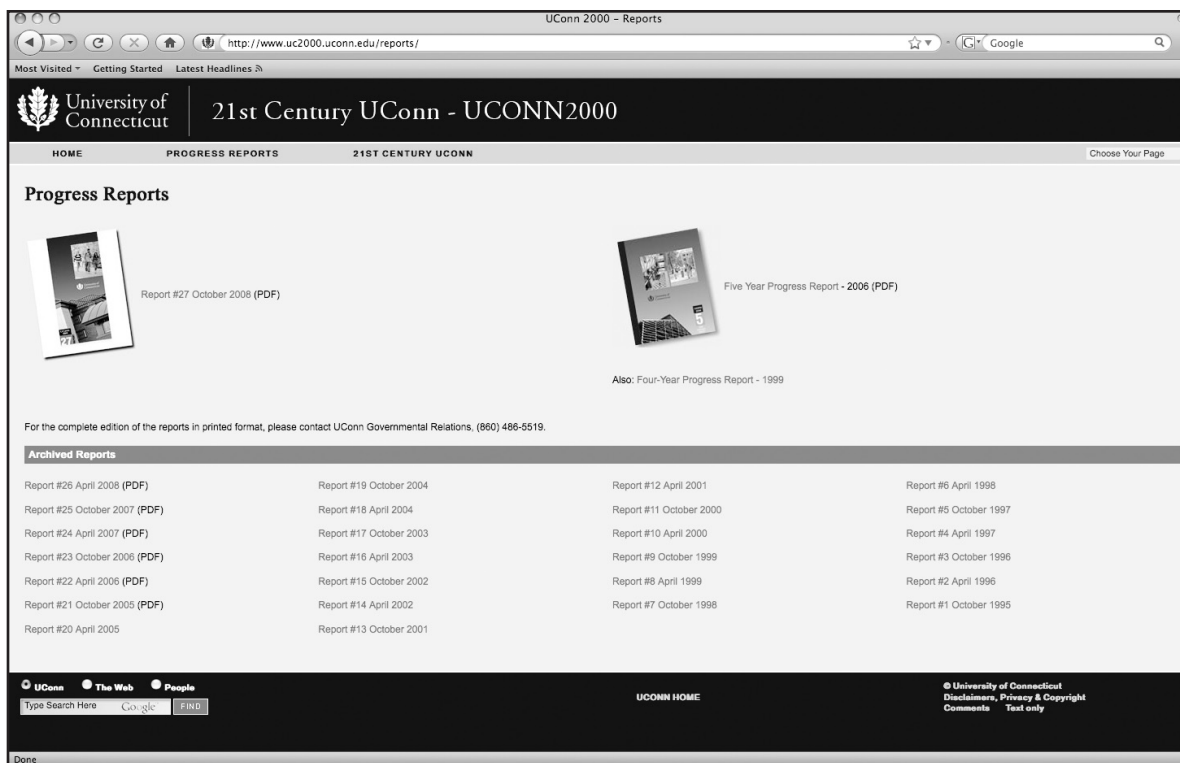 UConn 2000 – Reports
http://www.uc2000.uconn.edu/reports/
Google
Most Visited Getting Started Latest Headlines
University of
Connecticut
21st Century UConn - UCONN2000
HOME PROGRESS REPORTS 21ST CENTURY UCONN Choose Your Page
Progress Reports
Report #27 October 2008 (PDF)
27
Five Year Progress Report - 2006 (PDF)
5
Also: Four-Year Progress Report - 1999
For the complete edition of the reports in printed format, please contact UConn Governmental Relations, (860) 486-5519.
Archived Reports
Report #26 April 2008 (PDF) Report #19 October 2004 Report #12 April 2001 Report #6 April 1998
Report #25 October 2007 (PDF) Report #18 April 2004 Report #11 October 2000 Report #5 October 1997
Report #24 April 2007 (PDF) Report #17 October 2003 Report #10 April 2000 Report #4 April 1997
Report #23 October 2006 (PDF) Report #16 April 2003 Report #9 October 1999 Report #3 October 1996
Report #22 April 2006 (PDF) Report #15 October 2002 Report #8 April 1999 Report #2 April 1996
Report #21 October 2005 (PDF) Report #14 April 2002 Report #7 October 1998 Report #1 October 1995
Report #20 April 2005 Report #13 October 2001
UConn The Web People
Type Search Here Google FIND
UCONN HOME
© University of Connecticut
Disclaimers, Privacy & Copyright
Comments Text only
Done